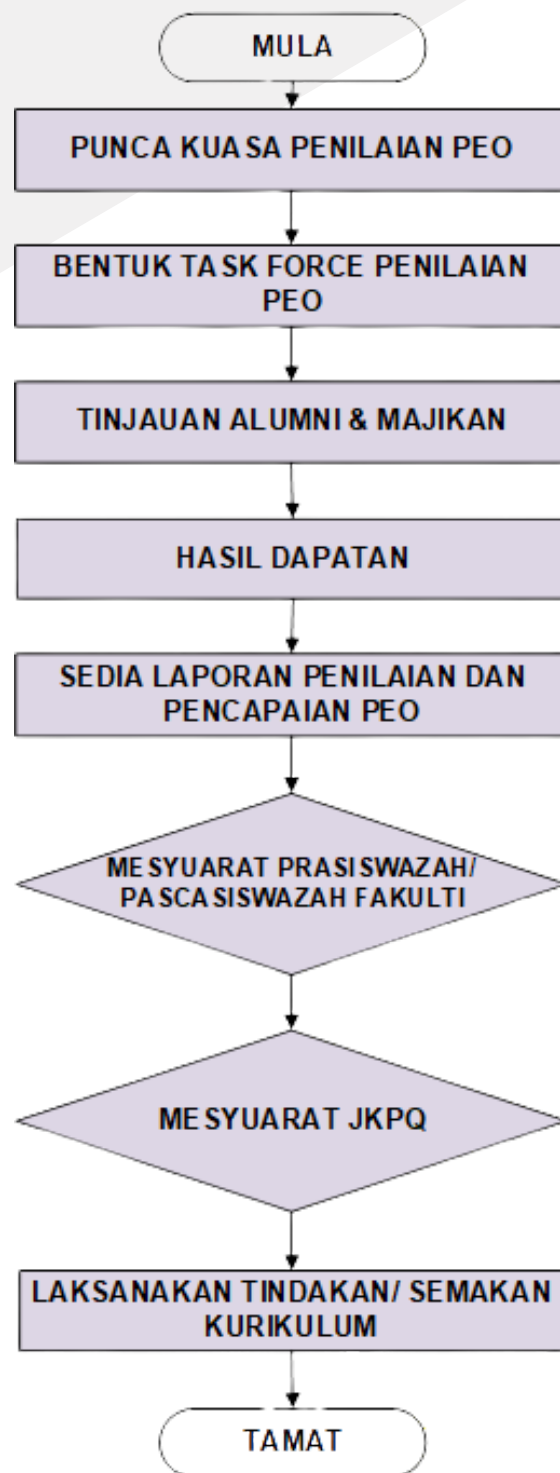 MULA
PUNCA KUASA PENILAIAN PEO
BENTUK TASK FORCE PENILAIAN
PEO
TINJAUAN ALUMNI & MAJIKAN
HASIL DAPATAN
SEDIA LAPORAN PENILAIAN DAN
PENCAPAIAN PEO
MESYUARAT PRASISWAZAH/
PASCASISWAZAH FAKULTI
MESYUARAT JKPQ
LAKSANAKAN TINDAKAN/ SEMAKAN
KURIKULUM
TAMAT